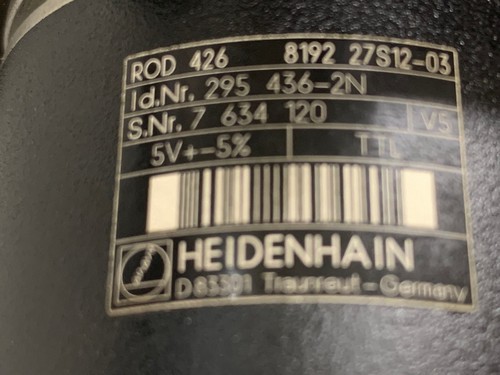 ROD 426 8192 27S12-03
Id.Nr. 295 436-2N
S.Nr. 7 634 120 V5
5V+-5% TTL
HEIDENHAIN
D 83301 Traunreut - Germany